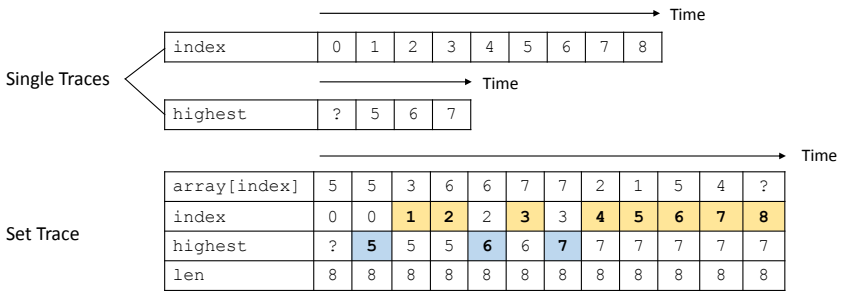 Time
index 0 1 2 3 4 5 6 7 8
Single Traces
Time
highest ? 5 6 7
Time
array[index] 5 5 3 6 6 7 7 2 1 5 4 ?
index 0 0 1 2 2 3 3 4 5 6 7 8
Set Trace
highest ? 5 5 5 6 6 7 7 7 7 7 7
len 8 8 8 8 8 8 8 8 8 8 8 8